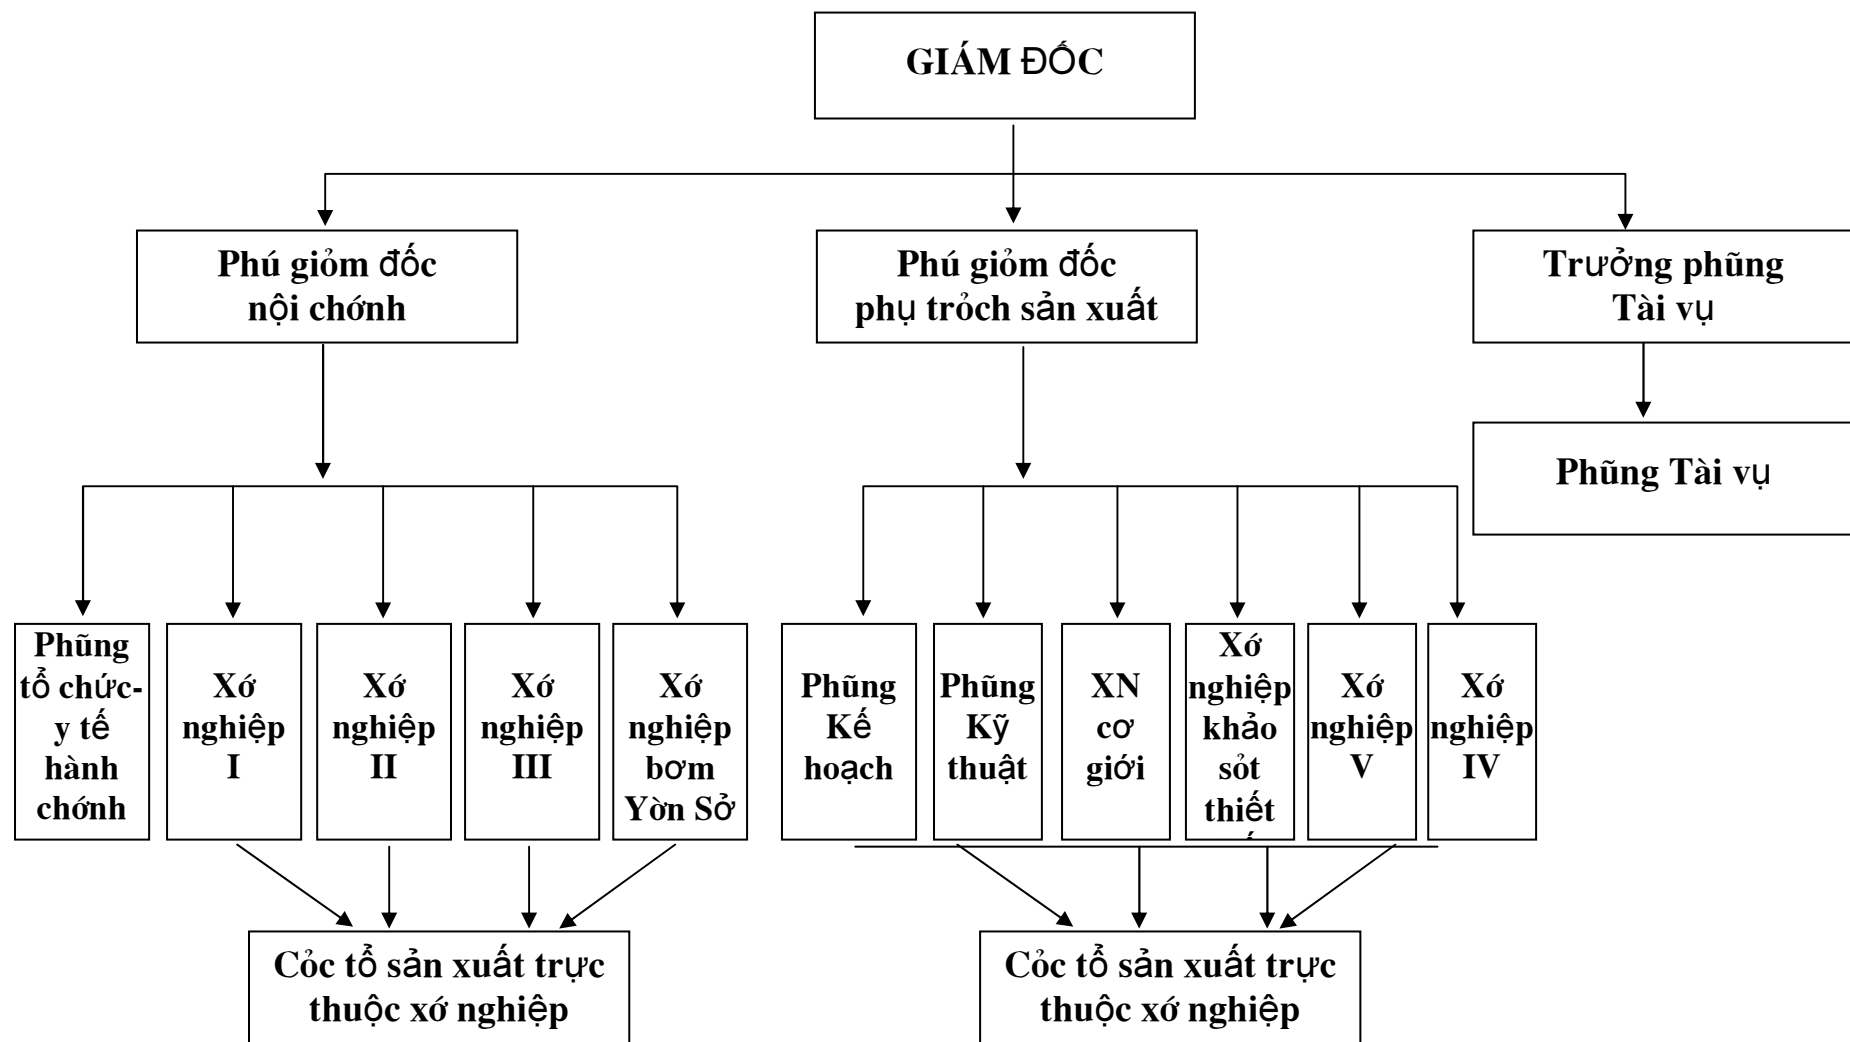 GIÁM ĐỐC
Phú giỏm đốc
nội chớnh
Phú giỏm đốc
phụ trỏch sản xuất
Trưởng phũng
Tài vụ
Phũng Tài vụ
Phũng
tổ chức-
y tế
hành
chớnh
Xớ
nghiệp
I
Xớ
nghiệp
II
Xớ
nghiệp
III
Xớ
nghiệp
bơm
Yờn Sở
Phũng
Kế
hoạch
Phũng
Kỹ
thuật
XN
cơ
giới
Xớ
nghiệp
khảo
sỏt
thiết
Xớ
nghiệp
V
Xớ
nghiệp
IV
Cỏc tổ sản xuất trực
thuộc xớ nghiệp
Cỏc tổ sản xuất trực
thuộc xớ nghiệp